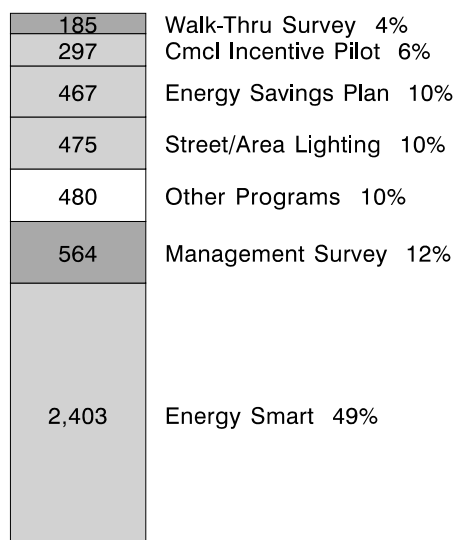 185 Walk-Thru Survey 4%
297 Cmcl Incentive Pilot 6%
467 Energy Savings Plan 10%
475 Street/Area Lighting 10%
480 Other Programs 10%
564 Management Survey 12%
2,403 Energy Smart 49%